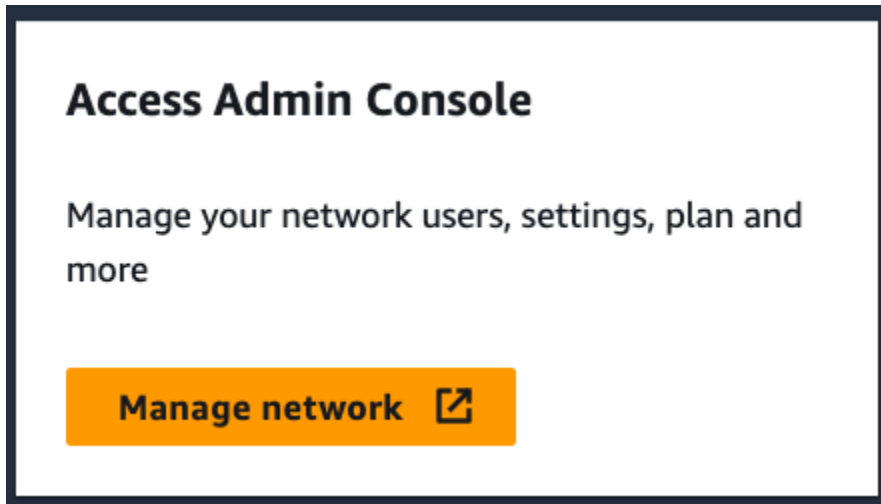 Access Admin Console
Manage your network users, settings, plan and
more
Manage network